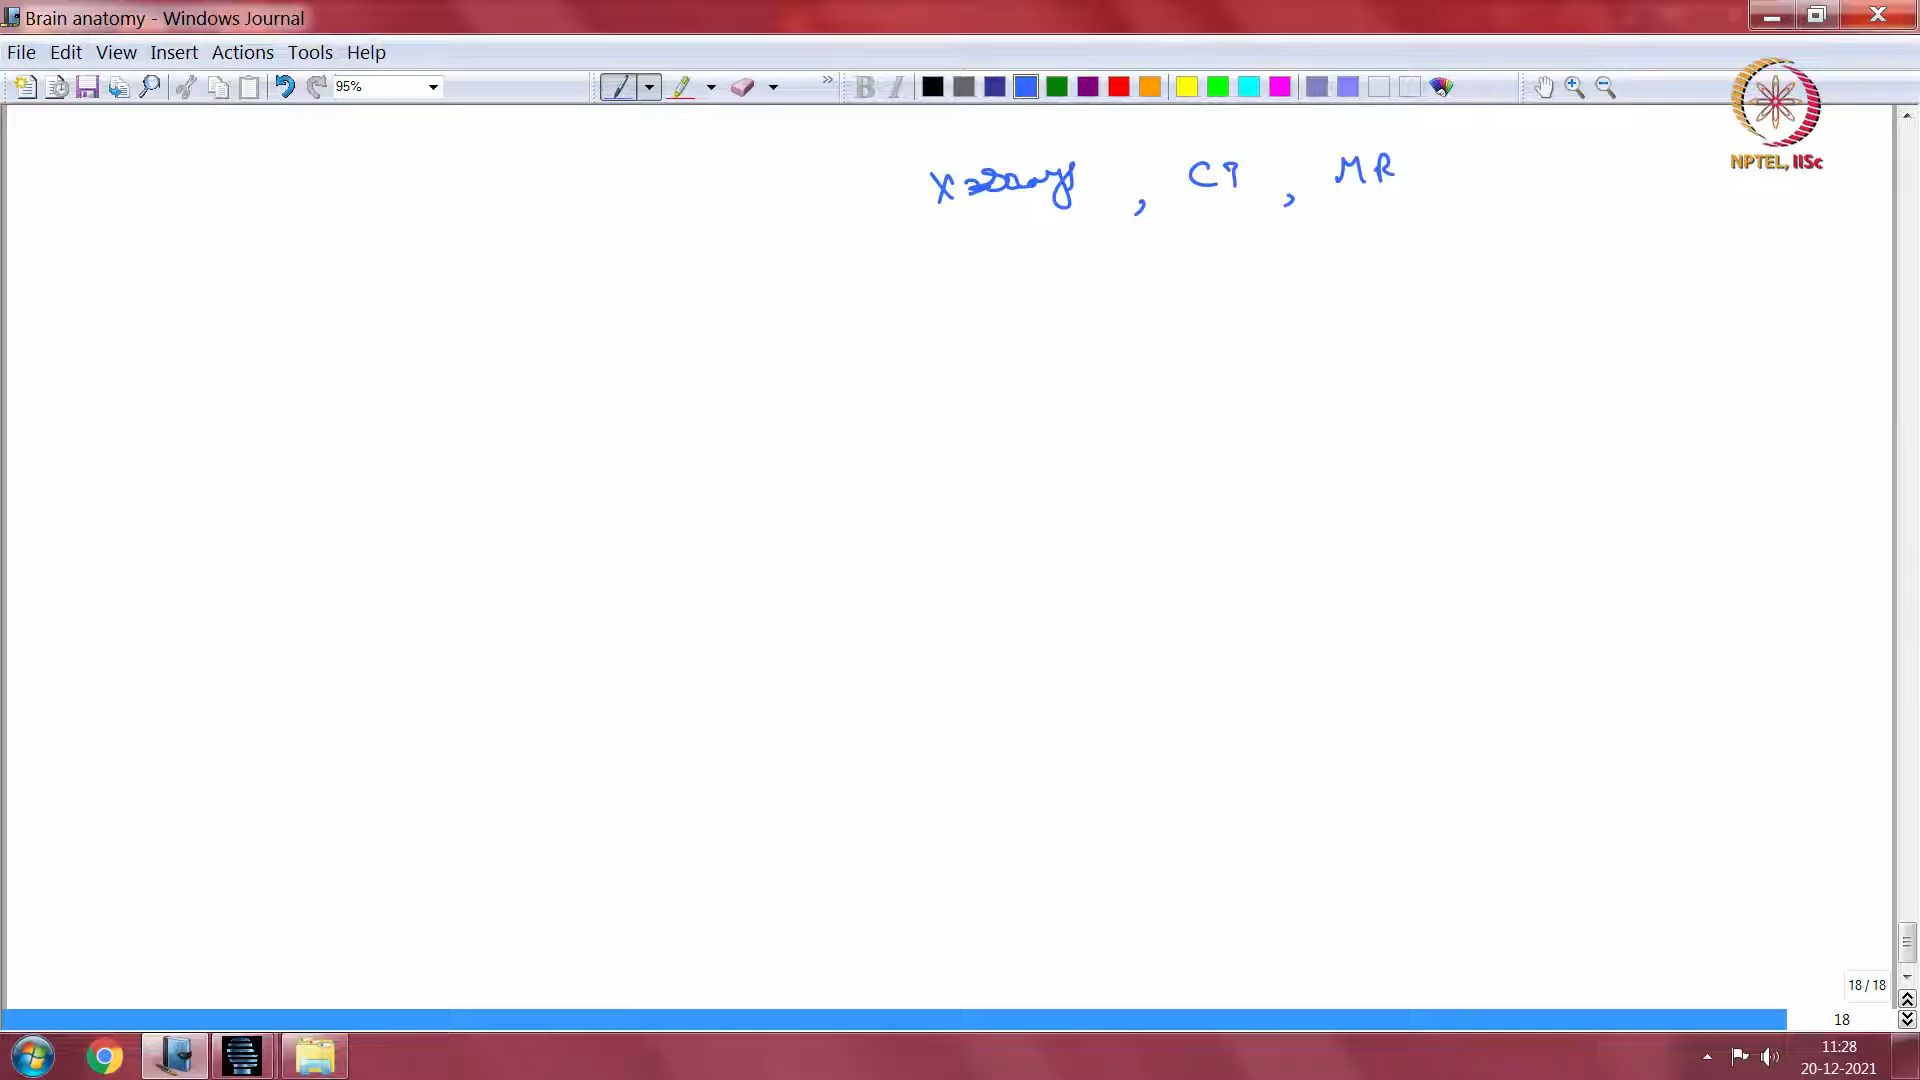 Brain anatomy - Windows Journal
File Edit View Insert Actions Tools Help
95%
B I
NPTEL, IISc
X-rays, CT, MR
18 / 18
18
11:28
20-12-2021